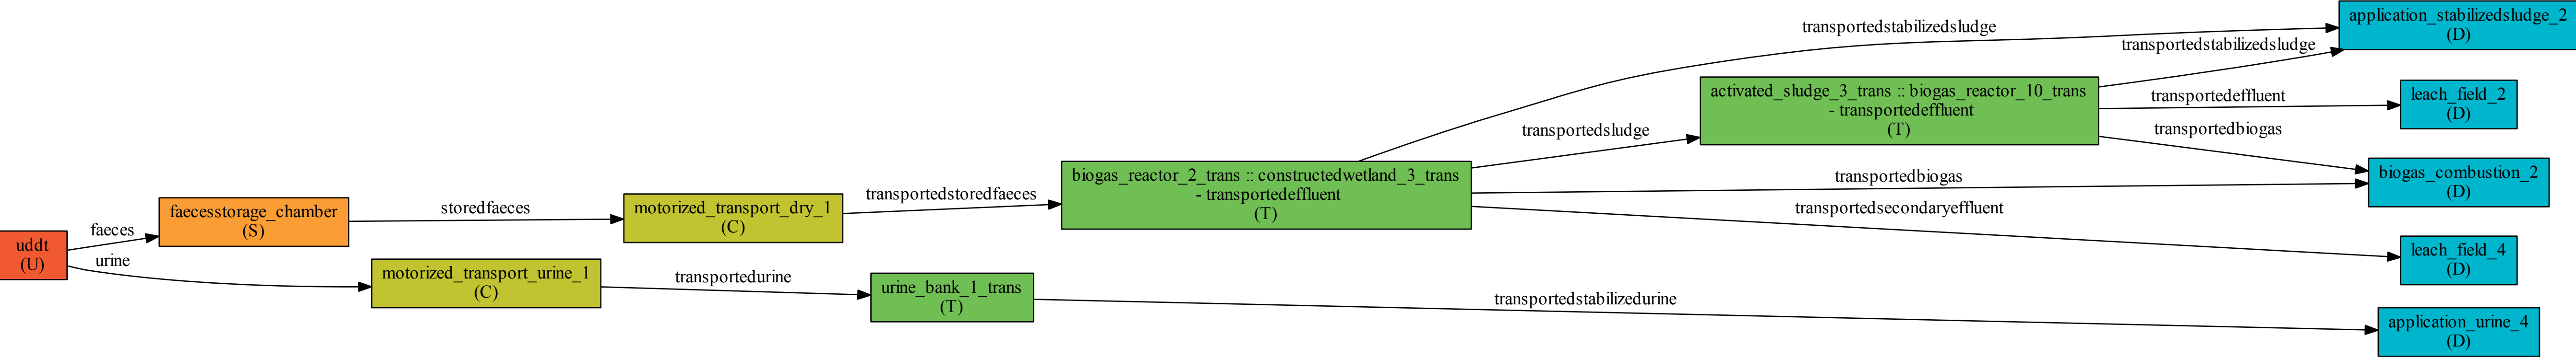 uddt
(U)
faeces
urine
faecesstorage_chamber
(S)
storedfaeces
motorized_transport_urine_1
(C)
motorized_transport_dry_1
(C)
transportedurine
transportedstoredfaeces
urine_bank_1_trans
(T)
biogas_reactor_2_trans :: constructedwetland_3_trans
- transportedeffluent
(T)
transportedstabilizedsludge
transportedsludge
transportedbiogas
transportedsecondaryeffluent
transportedstabilizedurine
activated_sludge_3_trans :: biogas_reactor_10_trans
- transportedeffluent
(T)
transportedstabilizedsludge
transportedeffluent
transportedbiogas
application_stabilizedsludge_2
(D)
leach_field_2
(D)
biogas_combustion_2
(D)
leach_field_4
(D)
application_urine_4
(D)